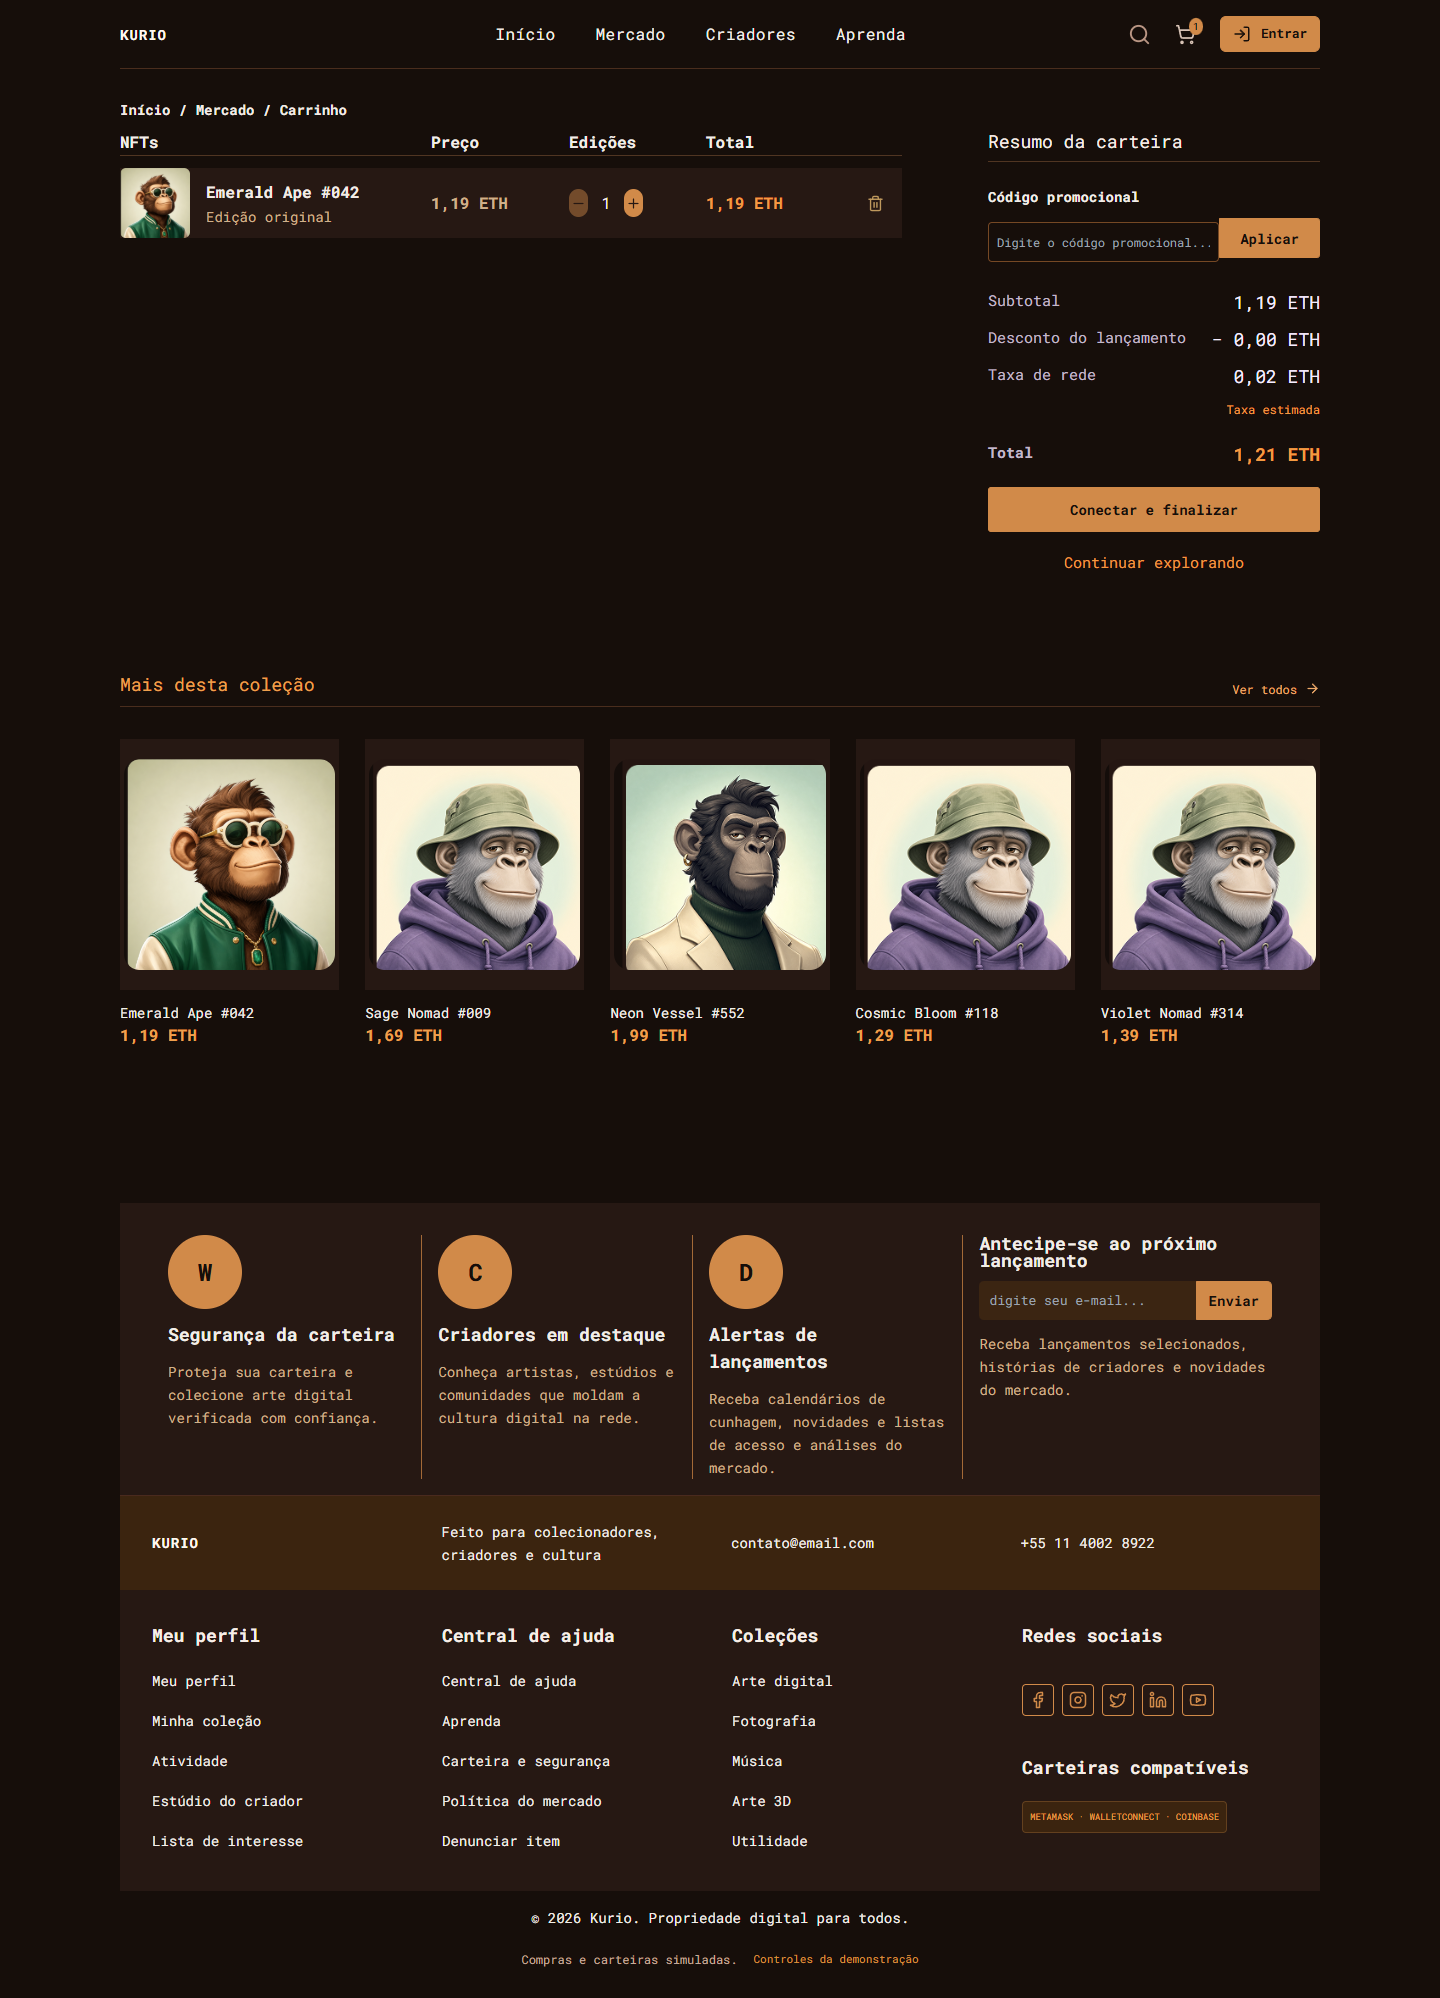 KURIO
Início
Mercado
Criadores
Aprenda
1
Entrar
Início / Mercado / Carrinho
NFTs
Preço
Edições
Total
Emerald Ape #042
Edição original
1,19 ETH
1
1,19 ETH
Resumo da carteira
Código promocional
Digite o código promocional...
Aplicar
Subtotal
1,19 ETH
Desconto do lançamento
− 0,00 ETH
Taxa de rede
0,02 ETH
Taxa estimada
Total
1,21 ETH
Conectar e finalizar
Continuar explorando
Mais desta coleção
Ver todos
Emerald Ape #042
1,19 ETH
Sage Nomad #009
1,69 ETH
Neon Vessel #552
1,99 ETH
Cosmic Bloom #118
1,29 ETH
Violet Nomad #314
1,39 ETH
W
Segurança da carteira
Proteja sua carteira e
colecione arte digital
verificada com confiança.
C
Criadores em destaque
Conheça artistas, estúdios e
comunidades que moldam a
cultura digital na rede.
D
Alertas de
lançamentos
Receba calendários de
cunhagem, novidades e listas
de acesso e análises do
mercado.
Antecipe-se ao próximo
lançamento
digite seu e-mail...
Enviar
Receba lançamentos selecionados,
histórias de criadores e novidades
do mercado.
KURIO
Feito para colecionadores,
criadores e cultura
contato@email.com
+55 11 4002 8922
Meu perfil
Meu perfil
Minha coleção
Atividade
Estúdio do criador
Lista de interesse
Central de ajuda
Central de ajuda
Aprenda
Carteira e segurança
Política do mercado
Denunciar item
Coleções
Arte digital
Fotografia
Música
Arte 3D
Utilidade
Redes sociais
Carteiras compatíveis
METAMASK · WALLETCONNECT · COINBASE
© 2026 Kurio. Propriedade digital para todos.
Compras e carteiras simuladas.
Controles da demonstração